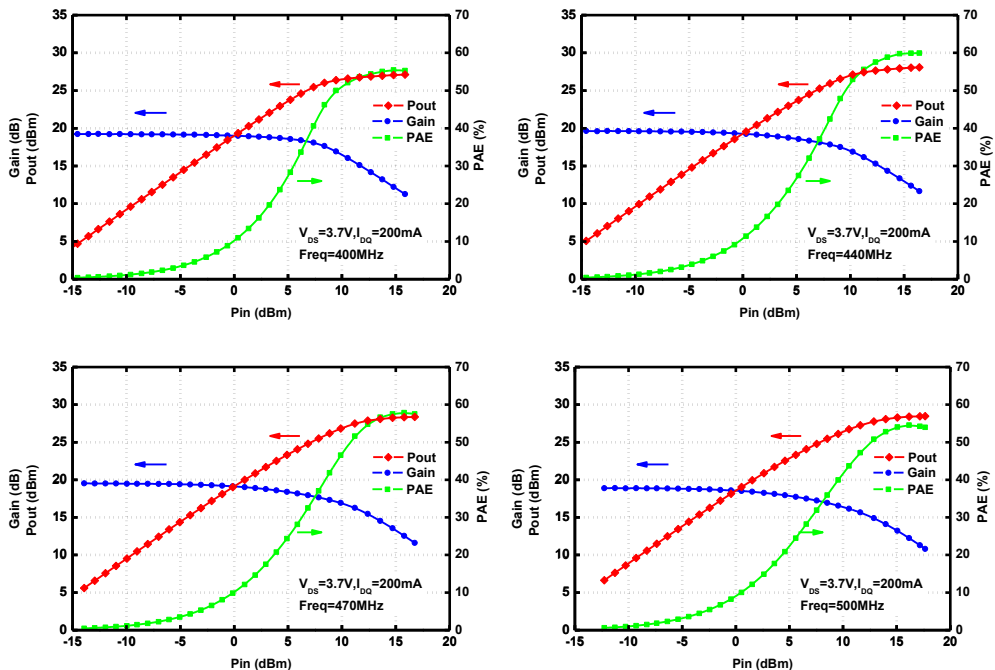 35
30
25
20
15
10
5
0
-15
-10
-5
0
5
10
15
20
70
60
50
40
30
20
10
0
Gain (dB)
Pout (dBm)
PAE (%)
Pin (dBm)
Pout
Gain
PAE
VDS=3.7V,IDQ=200mA
Freq=400MHz
35
30
25
20
15
10
5
0
-15
-10
-5
0
5
10
15
20
70
60
50
40
30
20
10
0
Gain (dB)
Pout (dBm)
PAE (%)
Pin (dBm)
Pout
Gain
PAE
VDS=3.7V,IDQ=200mA
Freq=440MHz
35
30
25
20
15
10
5
0
-15
-10
-5
0
5
10
15
20
70
60
50
40
30
20
10
0
Gain (dB)
Pout (dBm)
PAE (%)
Pin (dBm)
Pout
Gain
PAE
VDS=3.7V,IDQ=200mA
Freq=470MHz
35
30
25
20
15
10
5
0
-15
-10
-5
0
5
10
15
20
70
60
50
40
30
20
10
0
Gain (dB)
Pout (dBm)
PAE (%)
Pin (dBm)
Pout
Gain
PAE
VDS=3.7V,IDQ=200mA
Freq=500MHz